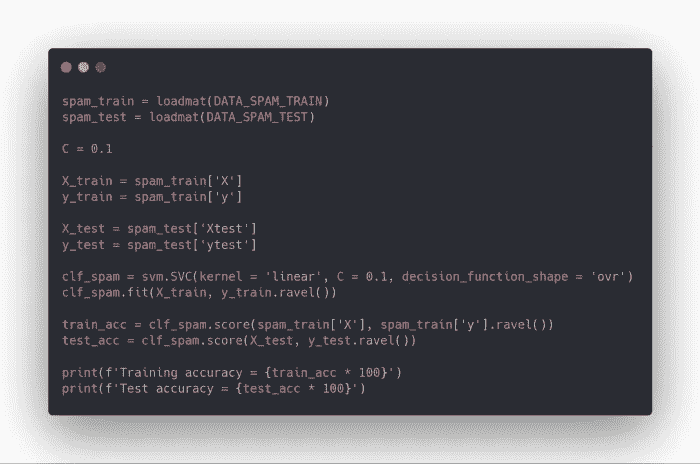 spam_train = loadmat(DATA_SPAM_TRAIN)
spam_test = loadmat(DATA_SPAM_TEST)
C = 0.1
X_train = spam_train['X']
y_train = spam_train['y']
X_test = spam_test['Xtest']
y_test = spam_test['ytest']
clf_spam = svm.SVC(kernel = 'linear', C = 0.1, decision_function_shape = 'ovr')
clf_spam.fit(X_train, y_train.ravel())
train_acc = clf_spam.score(spam_train['X'], spam_train['y'].ravel())
test_acc = clf_spam.score(X_test, y_test.ravel())
print(f'Training accuracy = {train_acc * 100}')
print(f'Test accuracy = {test_acc * 100}')